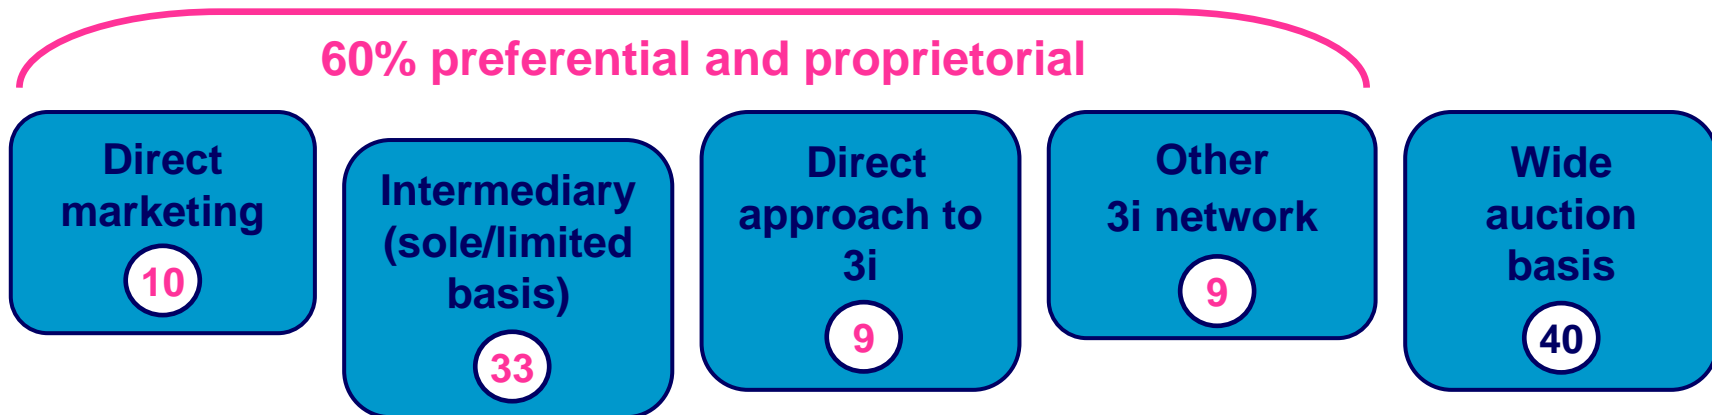 60% preferential and proprietorial
Direct
marketing
10
Intermediary
(sole/limited
basis)
33
Direct
approach to
3i
9
Other
3i network
9
Wide
auction
basis
40